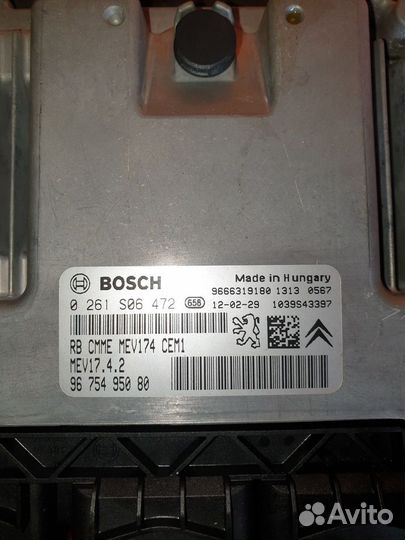 BOSCH
Made in Hungary
9666319180 1313 0567
0 261 S06 472 658 12-02-29 1039S43397
RB CMME MEV174 CEM1
MEV17.4.2
96 754 950 80
Avito